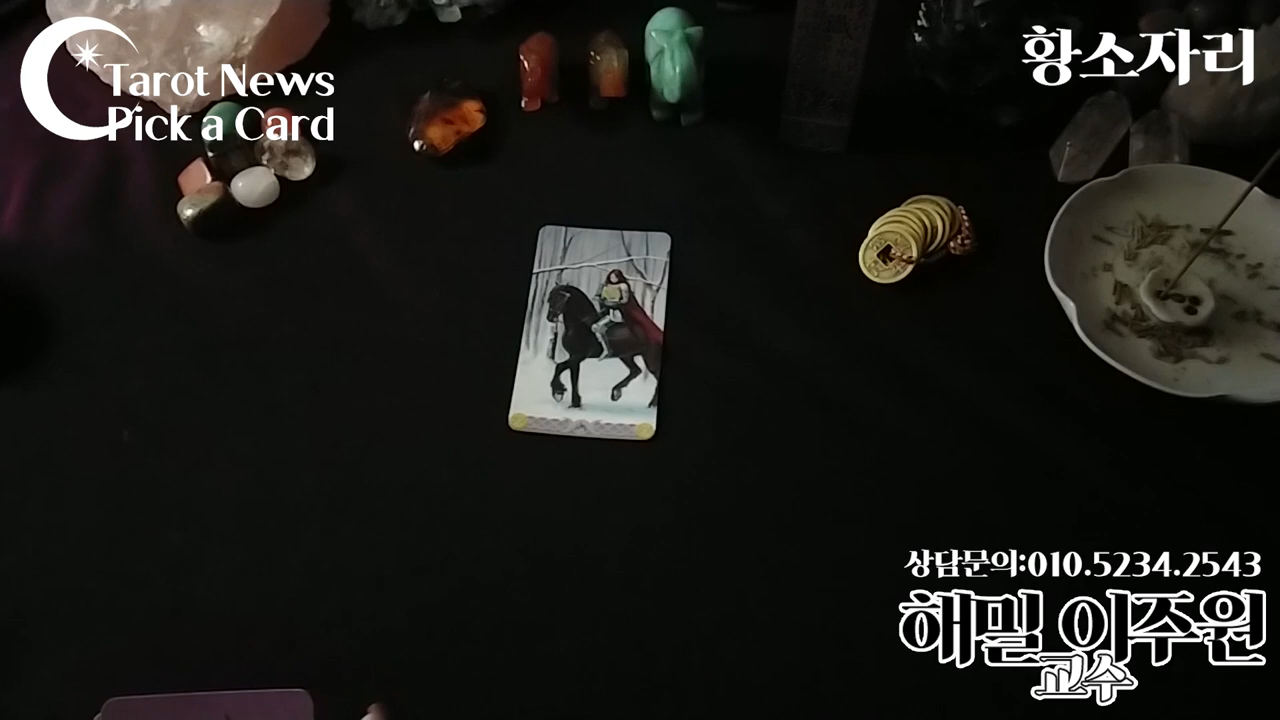 Tarot News
Pick a Card
황소자리
상담문의:010.5234.2543
해밀 이주원
교수